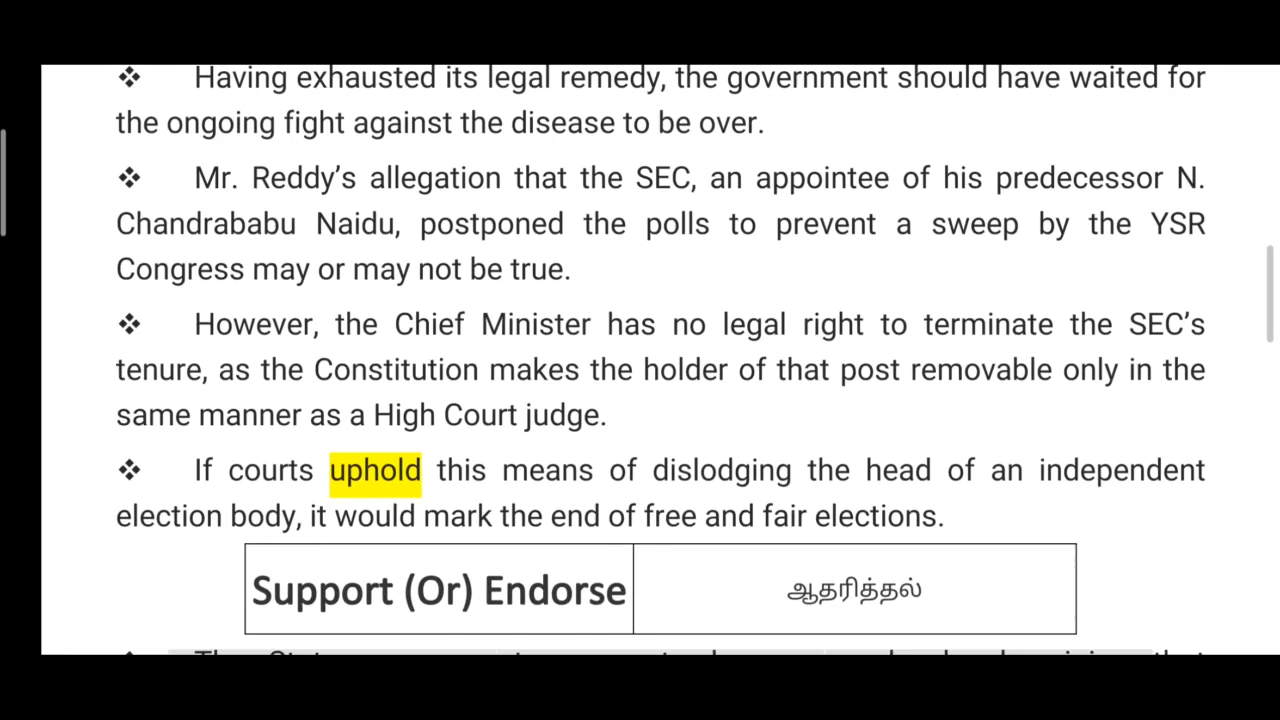 ❖ Having exhausted its legal remedy, the government should have waited for
the ongoing fight against the disease to be over.
❖ Mr. Reddy’s allegation that the SEC, an appointee of his predecessor N.
Chandrababu Naidu, postponed the polls to prevent a sweep by the YSR
Congress may or may not be true.
❖ However, the Chief Minister has no legal right to terminate the SEC’s
tenure, as the Constitution makes the holder of that post removable only in the
same manner as a High Court judge.
❖ If courts uphold this means of dislodging the head of an independent
election body, it would mark the end of free and fair elections.
Support (Or) Endorse ஆதரித்தல்